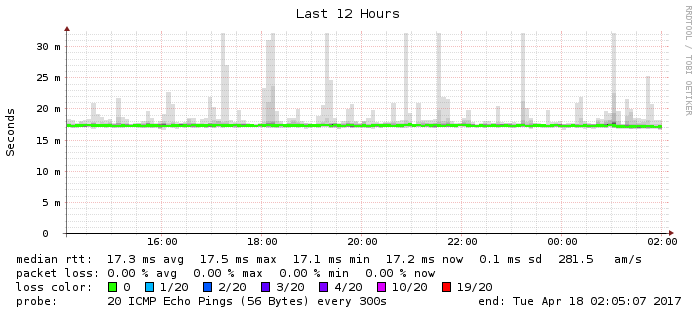 Last 12 Hours
RRDTOOL / TOBI OETIKER
Seconds
30 m
25 m
20 m
15 m
10 m
5 m
0
16:00 18:00 20:00 22:00 00:00 02:00
median rtt: 17.3 ms avg 17.5 ms max 17.1 ms min 17.2 ms now 0.1 ms sd 281.5 am/s
packet loss: 0.00 % avg 0.00 % max 0.00 % min 0.00 % now
loss color: 0 1/20 2/20 3/20 4/20 10/20 19/20
probe: 20 ICMP Echo Pings (56 Bytes) every 300s end: Tue Apr 18 02:05:07 2017